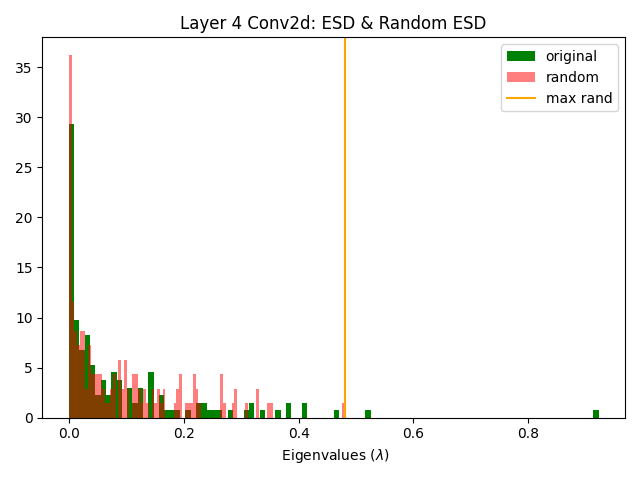 Layer 4 Conv2d: ESD & Random ESD
original
random
max rand
35
30
25
20
15
10
5
0
0.0 0.2 0.4 0.6 0.8
Eigenvalues (λ)